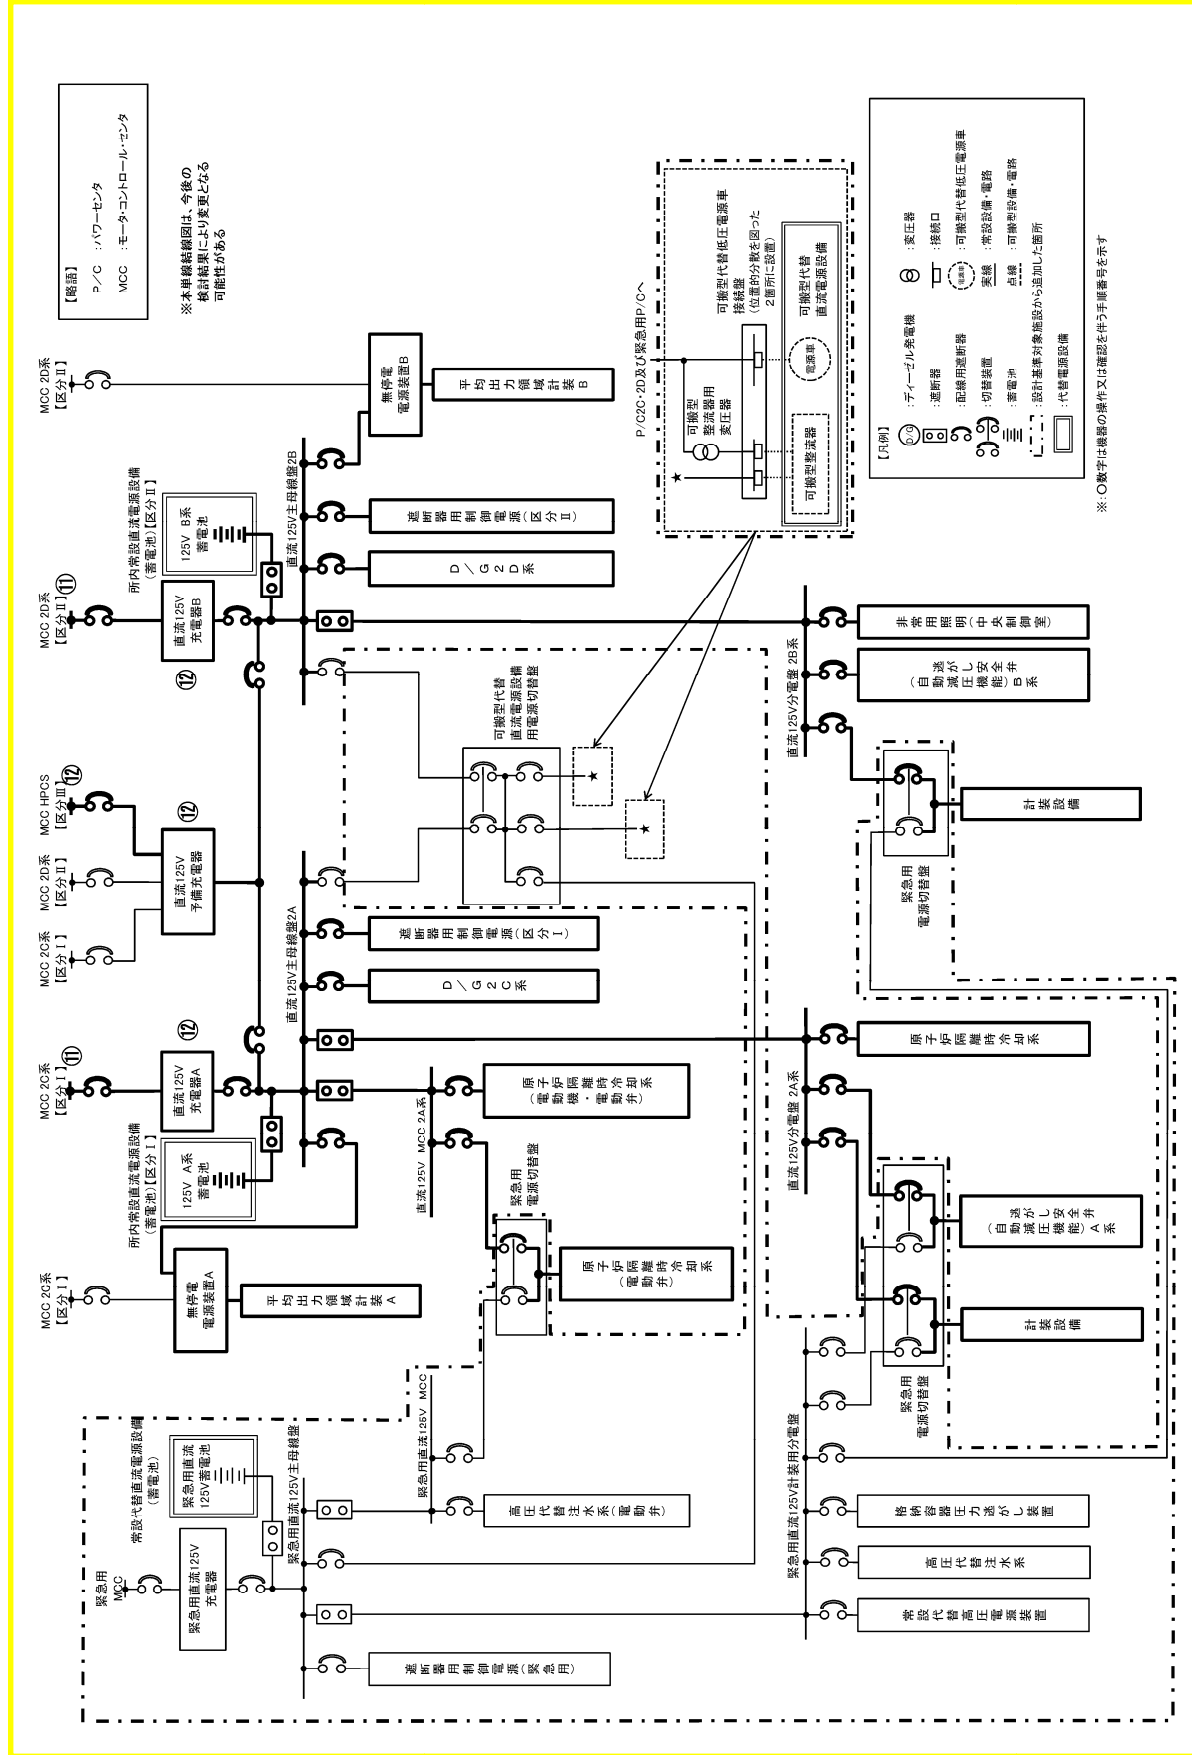 【略語】
P/C :パワーセンタ
MCC :モータ・コントロール・センタ
※本単線結線図は、今後の
検討結果により変更となる
可能性がある
MCC 2D系
【区分Ⅱ】
無停電
電源装置B
平均出力領域計装B
所内常設直流電源設備
(蓄電池)【区分Ⅱ】
125V B系
蓄電池
直流125V主母線盤2B
遮断器用制御電源(区分Ⅱ)
D/G2D系
MCC 2D系
【区分Ⅱ】
⑪
直流125V
充電器B
⑫
MCC HPCS
【区分Ⅲ】
⑫
MCC 2D系
【区分Ⅱ】
MCC 2C系
【区分Ⅰ】
直流125V
予備充電器
⑫
直流125V主母線盤2A
遮断器用制御電源(区分Ⅰ)
D/G2C系
MCC 2C系
【区分Ⅰ】
⑪
直流125V
充電器A
⑫
所内常設直流電源設備
(蓄電池)【区分Ⅰ】
125V A系
蓄電池
MCC 2C系
【区分Ⅰ】
無停電
電源装置A
平均出力領域計装A
直流125V MCC 2A系
原子炉隔離時冷却系
(電動機・電動弁)
緊急用
電源切替盤
原子炉隔離時冷却系
(電動弁)
可搬型代替
直流電源設備
用電源切替盤
★
★
P/C2C・2D及び緊急用P/Cへ
★
可搬型
整流器用
変圧器
可搬型代替低圧電源車
接続盤
(位置的分散を図った
2箇所に設置)
可搬型整流器
電源車
可搬型代替
直流電源設備
直流125V分電盤 2B系
非常用照明(中央制御室)
逃がし安全弁
(自動減圧機能)B系
緊急用
電源切替盤
計装設備
直流125V分電盤 2A系
原子炉隔離時冷却系
逃がし安全弁
(自動減圧機能)A系
計装設備
緊急用
電源切替盤
緊急用
MCC
緊急用直流125V
充電器
常設代替直流電源設備
(蓄電池)
緊急用直流
125V蓄電池
緊急用直流125V主母線盤
遮断器用制御電源(緊急用)
緊急用直流125V MCC
高圧代替注水系(電動弁)
緊急用直流125V計装用分電盤
格納容器圧力逃がし装置
高圧代替注水系
常設代替高圧電源装置
【凡例】
D/G :ディーゼル発電機
:遮断器
:配線用遮断器
:切替装置
:蓄電池
:設計基準対象施設から追加した箇所
:代替電源設備
:変圧器
:接続口
電源車 :可搬型代替低圧電源車
実線 :常設設備・電路
点線 :可搬型設備・電路
※:○数字は機器の操作又は確認を伴う手順番号を示す